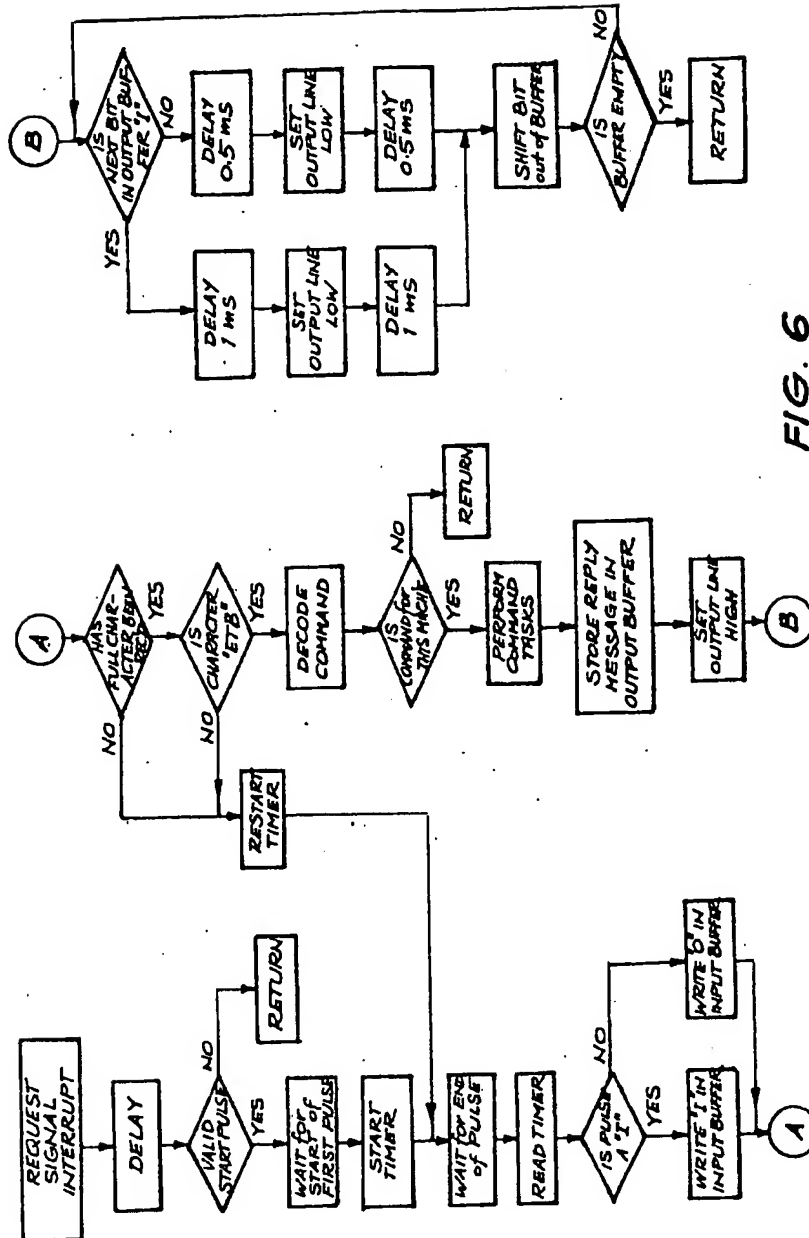 REQUEST
SIGNAL
INTERRUPT
DELAY
VALID
START PULSE
NO
RETURN
YES
WAIT FOR
START OF
FIRST PULSE
START
TIMER
WAIT FOR END
of PULSE
READ TIMER
IS PULSE
A "1"
NO
WRITE "0" IN
INPUT BUFFER
YES
WRITE "1" IN
INPUT BUFFER
A
A
HAS
FULL CHAR-
ACTER BEEN
NO
YES
IS
CHARACTER
"ETB"
NO
YES
RESTART
TIMER
DECODE
COMMAND
IS
COMMAND FOR
THIS MACH.
NO
RETURN
YES
PERFORM
COMMAND
TASKS
STORE REPLY
MESSAGE IN
OUTPUT BUFFER
SET
OUTPUT LINE
HIGH
B
B
IS
NEXT BIT
IN OUTPUT BUF-
FER "1"
YES
NO
DELAY
1 MS
SET
OUTPUT LINE
LOW
DELAY
1 MS
DELAY
0.5 MS
SET
OUTPUT LINE
LOW
DELAY
0.5 MS
SHIFT BIT
out of BUFFER
IS
BUFFER EMPTY
NO
YES
RETURN
FIG. 6